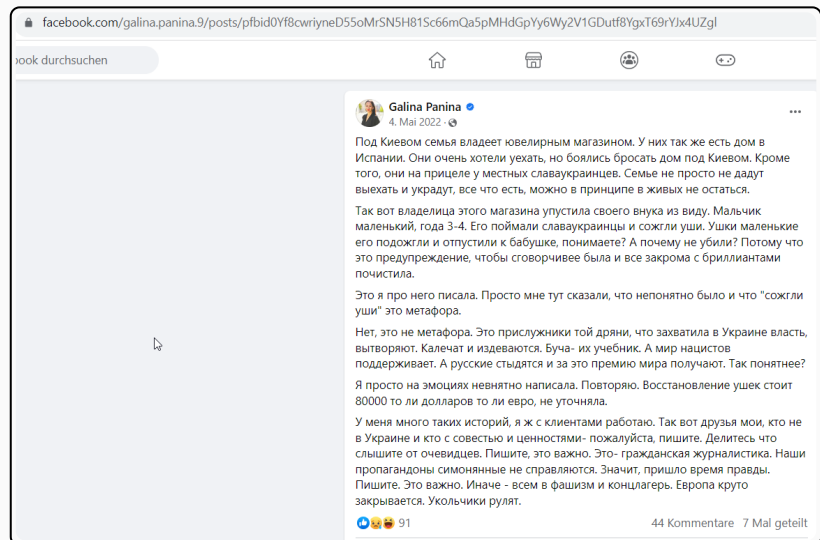 facebook.com/galina.panina.9/posts/pfbid0Yf8cwriyneD55oMrSN5H81Sc66mQa5pMHdGpYy6Wy2V1GDutf8YgxT69rYJx4UZgl
book durchsuchen
Galina Panina
4. Mai 2022 ·
Под Киевом семья владеет ювелирным магазином. У них так же есть дом в
Испании. Они очень хотели уехать, но боялись бросать дом под Киевом. Кроме
того, они на прицеле у местных славаукраинцев. Семье не просто не дадут
выехать и украдут, все что есть, можно в принципе в живых не остаться.
Так вот владелица этого магазина упустила своего внука из виду. Мальчик
маленький, года 3-4. Его поймали славаукраинцы и сожгли уши. Ушки маленькие
его подожгли и отпустили к бабушке, понимаете? А почему не убили? Потому что
это предупреждение, чтобы сговорчивее была и все закрома с бриллиантами
почистила.
Это я про него писала. Просто мне тут сказали, что непонятно было и что "сожгли
уши" это метафора.
Нет, это не метафора. Это прислужники той дряни, что захватила в Украине власть,
вытворяют. Калечат и издеваются. Буча- их учебник. А мир нацистов
поддерживает. А русские стыдятся и за это премию мира получают. Так понятнее?
Я просто на эмоциях невнятно написала. Повторяю. Восстановление ушек стоит
80000 то ли долларов то ли евро, не уточняла.
У меня много таких историй, я ж с клиентами работаю. Так вот друзья мои, кто не
в Украине и кто с совестью и ценностями- пожалуйста, пишите. Делитесь что
слышите от очевидцев. Пишите, это важно. Это- гражданская журналистика. Наши
пропагандоны симонянные не справляются. Значит, пришло время правды.
Пишите. Это важно. Иначе - всем в фашизм и концлагерь. Европа круто
закрывается. Укольчики рулят.
91
44 Kommentare 7 Mal geteilt